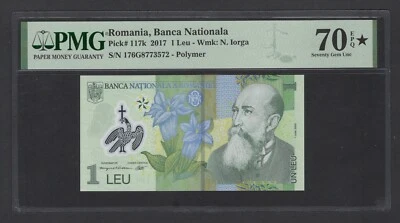 PMG
PAPER MONEY GUARANTY
Romania, Banca Nationala
Pick# 117k 2017 1 Leu - Wmk: N. Iorga
S/N 176G8773572 - Polymer
70 EPQ ★
Seventy Gem Unc
BANCA NAȚIONALĂ
1 LEU
UN LEU